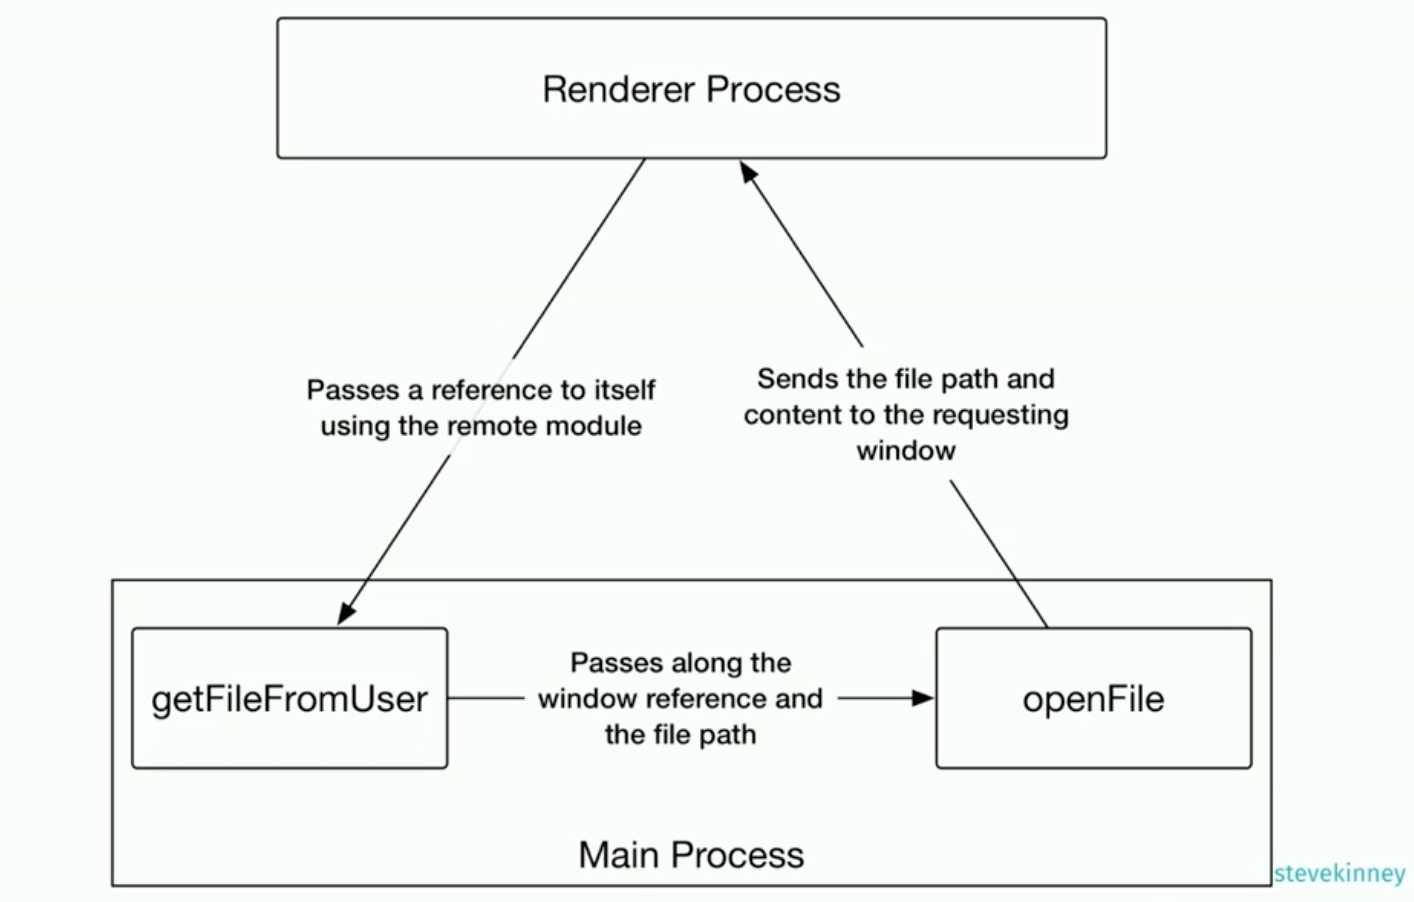 Renderer Process
Passes a reference to itself
using the remote module
Sends the file path and
content to the requesting
window
getFileFromUser
Passes along the
window reference and
the file path
openFile
Main Process
stevekinney